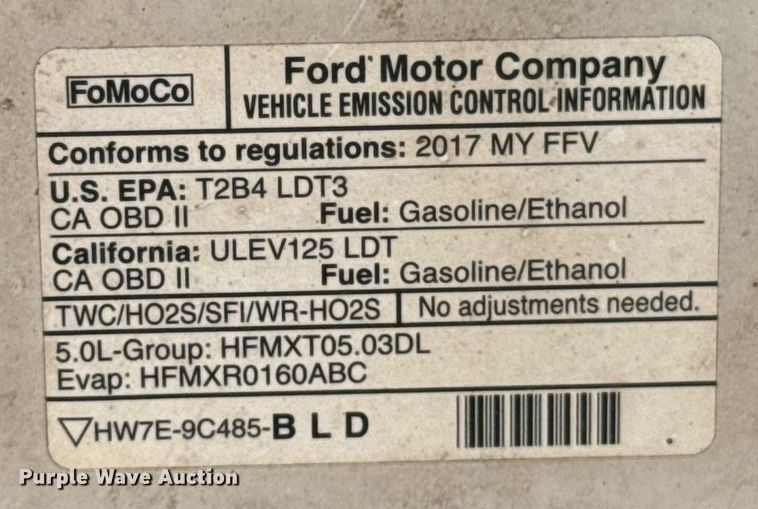 FoMoCo
Ford Motor Company
VEHICLE EMISSION CONTROL INFORMATION
Conforms to regulations: 2017 MY FFV
U.S. EPA: T2B4 LDT3
CA OBD II Fuel: Gasoline/Ethanol
California: ULEV125 LDT
CA OBD II Fuel: Gasoline/Ethanol
TWC/HO2S/SFI/WR-HO2S No adjustments needed.
5.0L-Group: HFMXT05.03DL
Evap: HFMXR0160ABC
▽HW7E-9C485-B L D
Purple Wave Auction